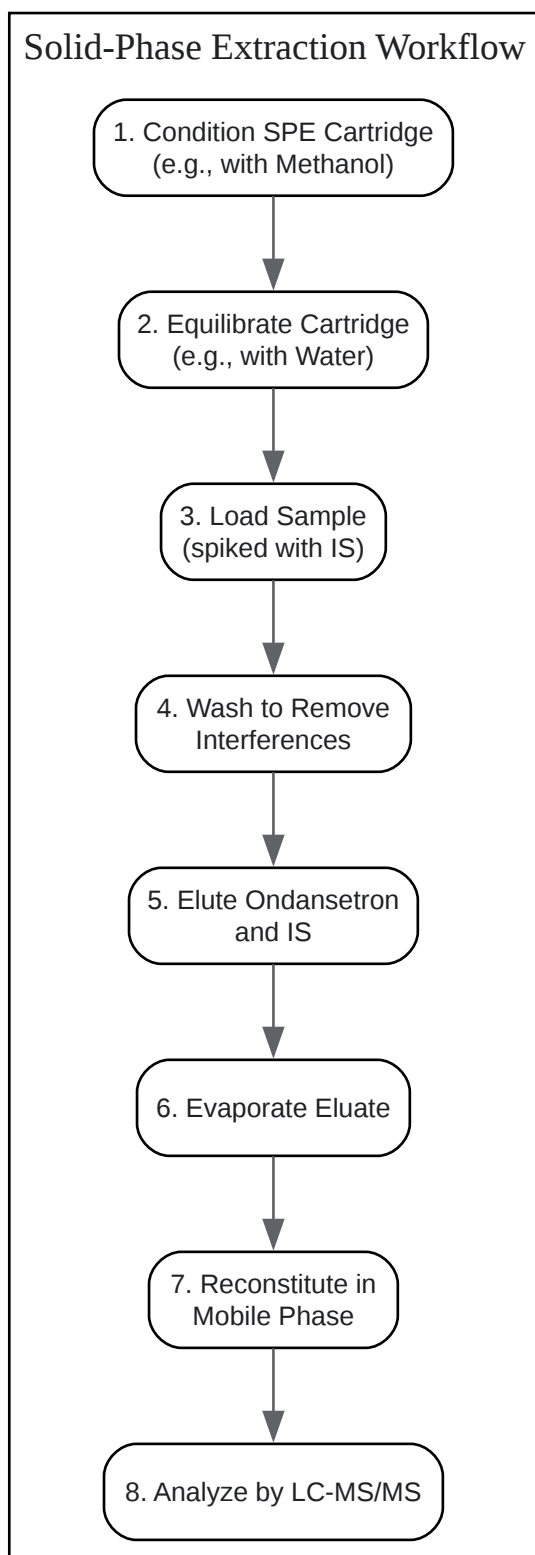 Solid-Phase Extraction Workflow
1. Condition SPE Cartridge
(e.g., with Methanol)
2. Equilibrate Cartridge
(e.g., with Water)
3. Load Sample
(spiked with IS)
4. Wash to Remove
Interferences
5. Elute Ondansetron
and IS
6. Evaporate Eluate
7. Reconstitute in
Mobile Phase
8. Analyze by LC-MS/MS